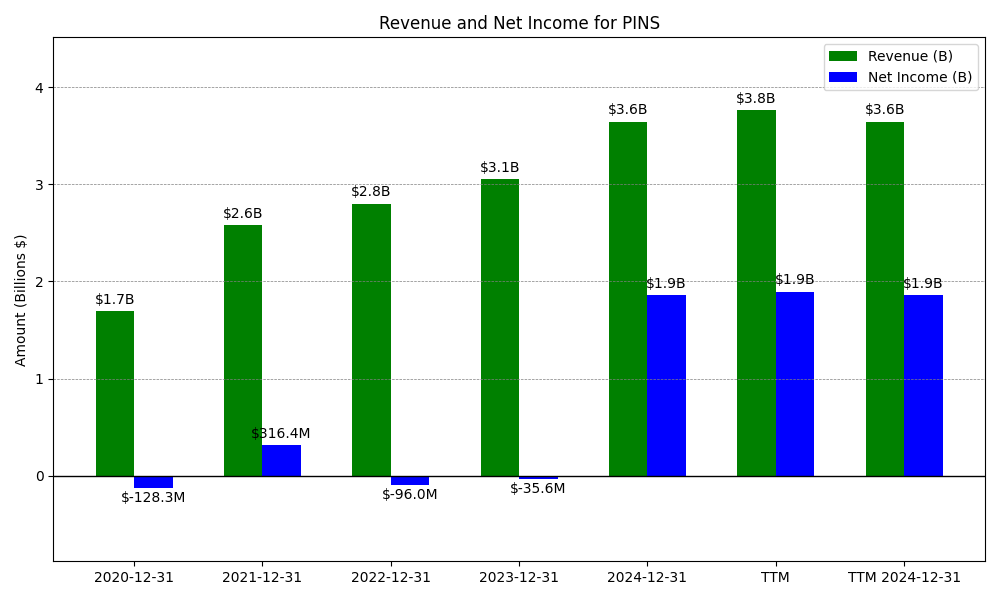 Revenue and Net Income for PINS
Revenue (B)
Net Income (B)
Amount (Billions $)
4
3
2
1
0
$1.7B
$-128.3M
$2.6B
$316.4M
$2.8B
$-96.0M
$3.1B
$-35.6M
$3.6B
$1.9B
$3.8B
$1.9B
$3.6B
$1.9B
2020-12-31
2021-12-31
2022-12-31
2023-12-31
2024-12-31
TTM
TTM 2024-12-31